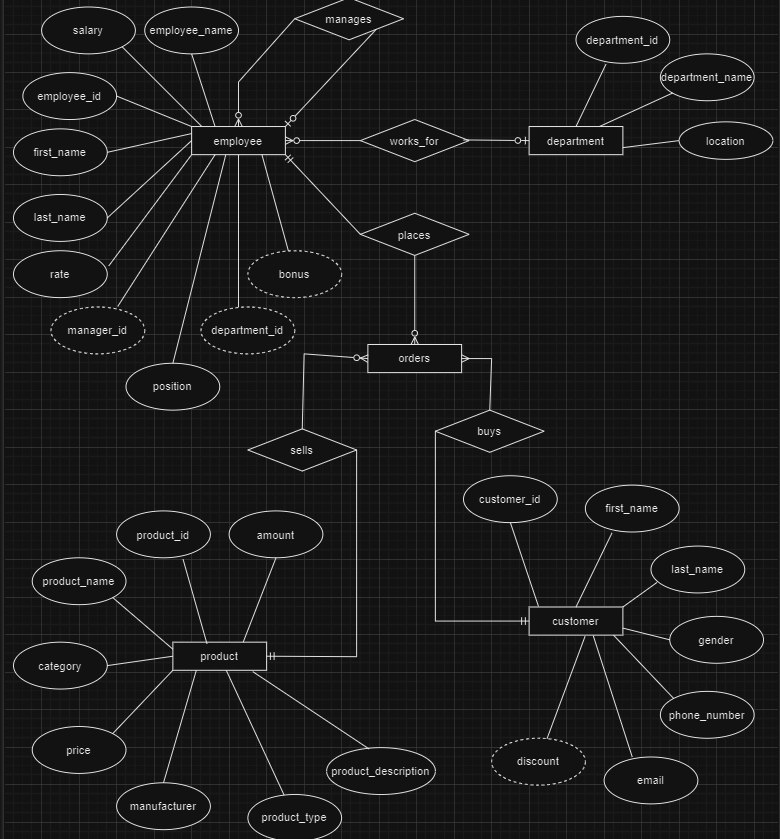 manages
salary
employee_name
department_id
department_name
employee_id
employee
works_for
department
location
first_name
last_name
places
rate
bonus
manager_id
department_id
orders
position
buys
sells
customer_id
first_name
product_id
amount
last_name
product_name
customer
gender
product
category
phone_number
price
discount
product_description
email
manufacturer
product_type